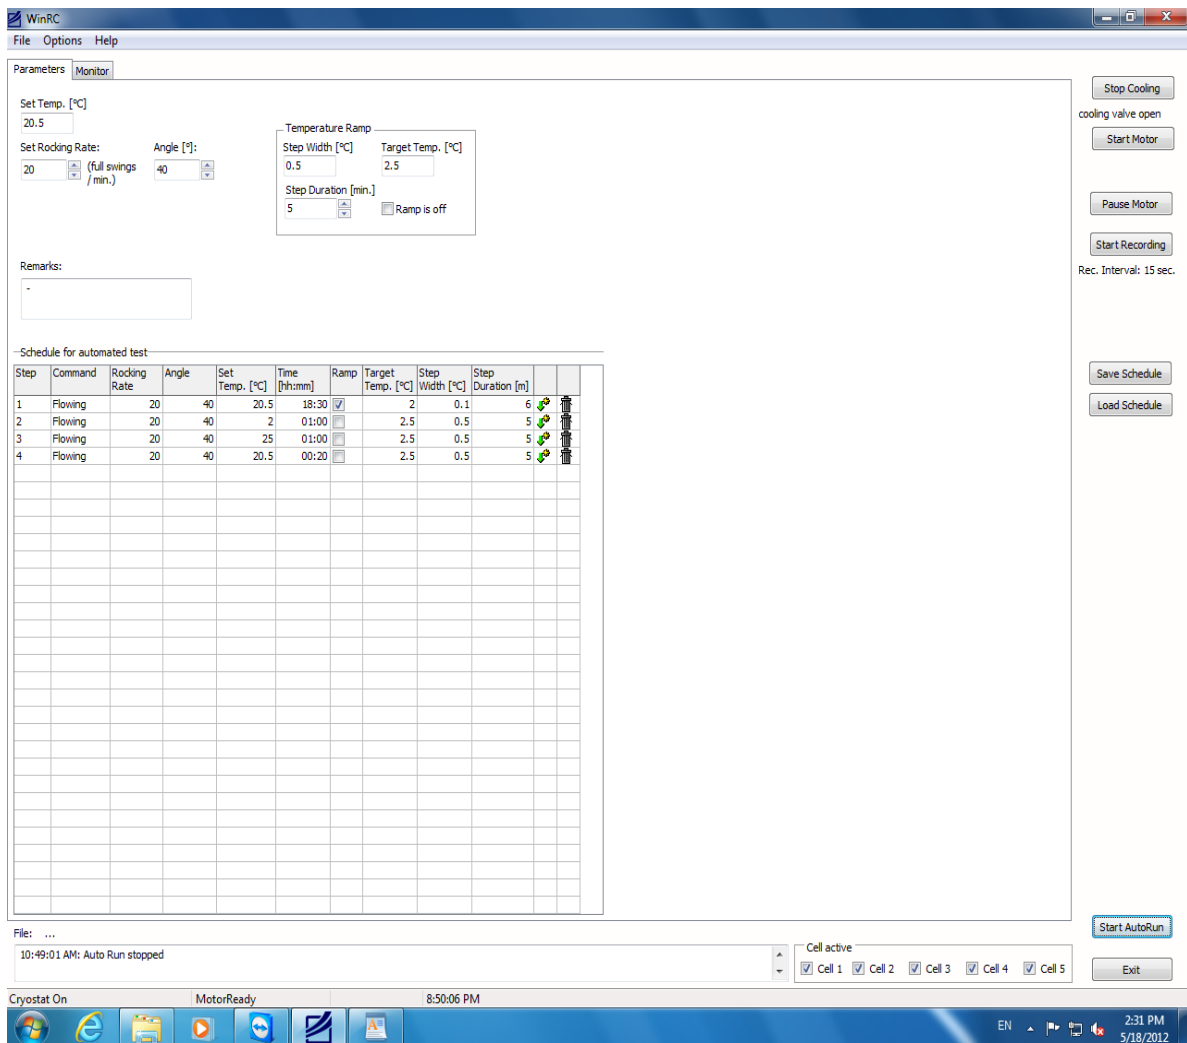 WinRC
File Options Help
Parameters Monitor
Set Temp. [ºC]
20.5
Set Rocking Rate: Angle [º]:
20 (full swings / min.) 40
Temperature Ramp
Step Width [ºC] Target Temp. [ºC]
0.5 2.5
Step Duration [min.]
5 Ramp is off
Remarks:
-
Stop Cooling
cooling valve open
Start Motor
Pause Motor
Start Recording
Rec. Interval: 15 sec.
Save Schedule
Load Schedule
Schedule for automated test
Step Command Rocking Rate Angle Set Temp. [ºC] Time [hh:mm] Ramp Target Temp. [ºC] Step Width [ºC] Step Duration [m]
1 Flowing 20 40 20.5 18:30 2 0.1 6
2 Flowing 20 40 2 01:00 2.5 0.5 5
3 Flowing 20 40 25 01:00 2.5 0.5 5
4 Flowing 20 40 20.5 00:20 2.5 0.5 5
Start AutoRun
File: ...
10:49:01 AM: Auto Run stopped
Cell active
Cell 1 Cell 2 Cell 3 Cell 4 Cell 5
Exit
Cryostat On MotorReady 8:50:06 PM
EN 2:31 PM
5/18/2012